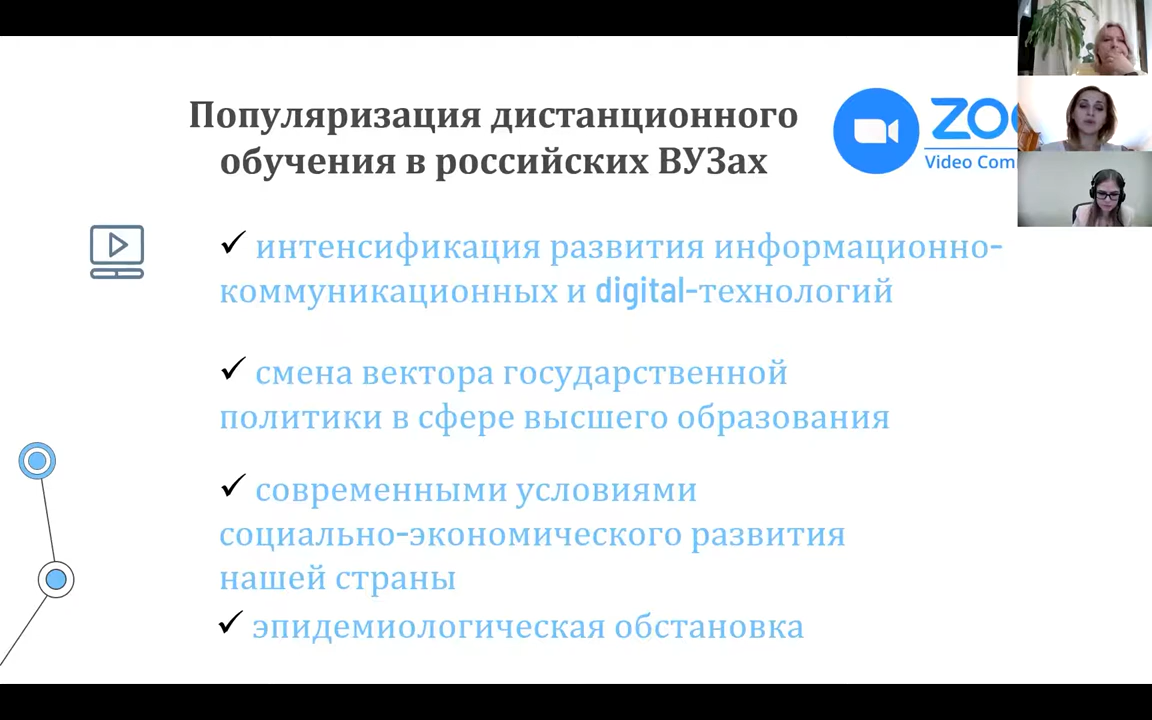 Популяризация дистанционного
обучения в российских ВУЗах
Video Com
✓ интенсификация развития информационно-
коммуникационных и digital-технологий
✓ смена вектора государственной
политики в сфере высшего образования
✓ современными условиями
социально-экономического развития
нашей страны
✓ эпидемиологическая обстановка